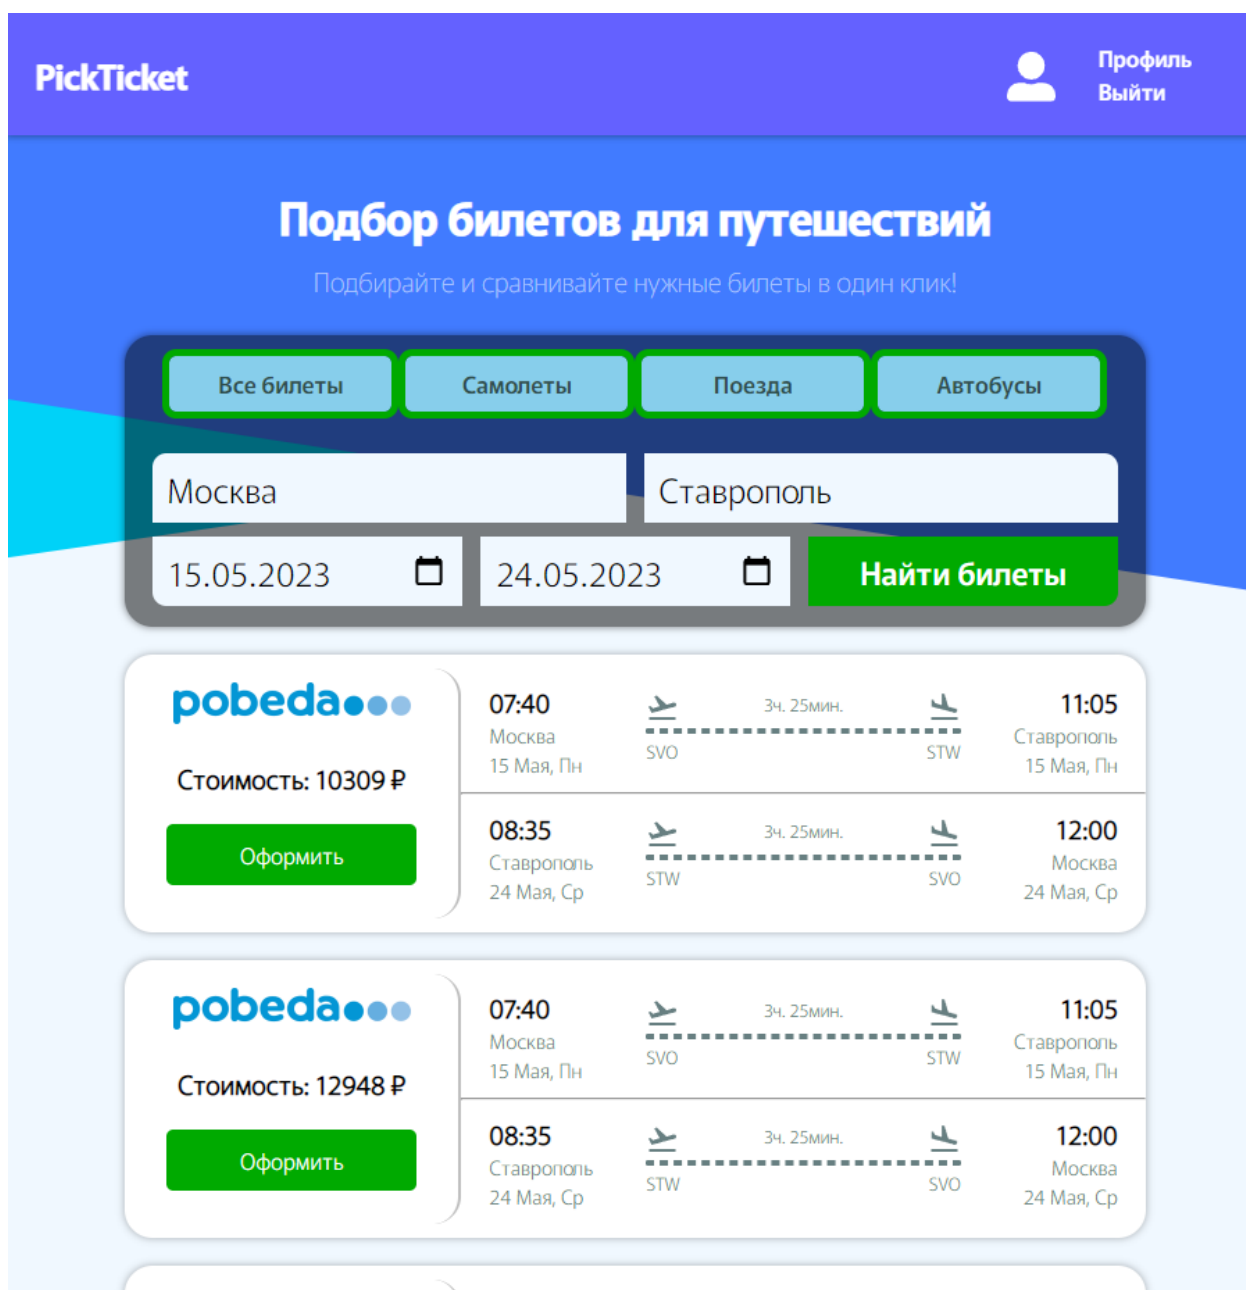 PickTicket
Профиль
Выйти
Подбор билетов для путешествий
Подбирайте и сравнивайте нужные билеты в один клик!
Все билеты
Самолеты
Поезда
Автобусы
Москва
Ставрополь
15.05.2023
24.05.2023
Найти билеты
pobeda
Стоимость: 10309 ₽
Оформить
07:40
Москва
15 Мая, Пн
3ч. 25мин.
SVO
STW
11:05
Ставрополь
15 Мая, Пн
08:35
Ставрополь
24 Мая, Ср
3ч. 25мин.
STW
SVO
12:00
Москва
24 Мая, Ср
pobeda
Стоимость: 12948 ₽
Оформить
07:40
Москва
15 Мая, Пн
3ч. 25мин.
SVO
STW
11:05
Ставрополь
15 Мая, Пн
08:35
Ставрополь
24 Мая, Ср
3ч. 25мин.
STW
SVO
12:00
Москва
24 Мая, Ср